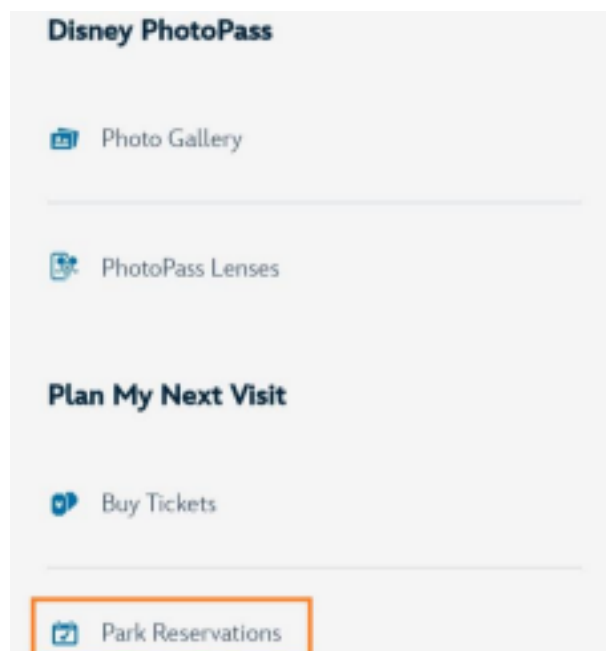 Disney PhotoPass
Photo Gallery
PhotoPass Lenses
Plan My Next Visit
Buy Tickets
Park Reservations